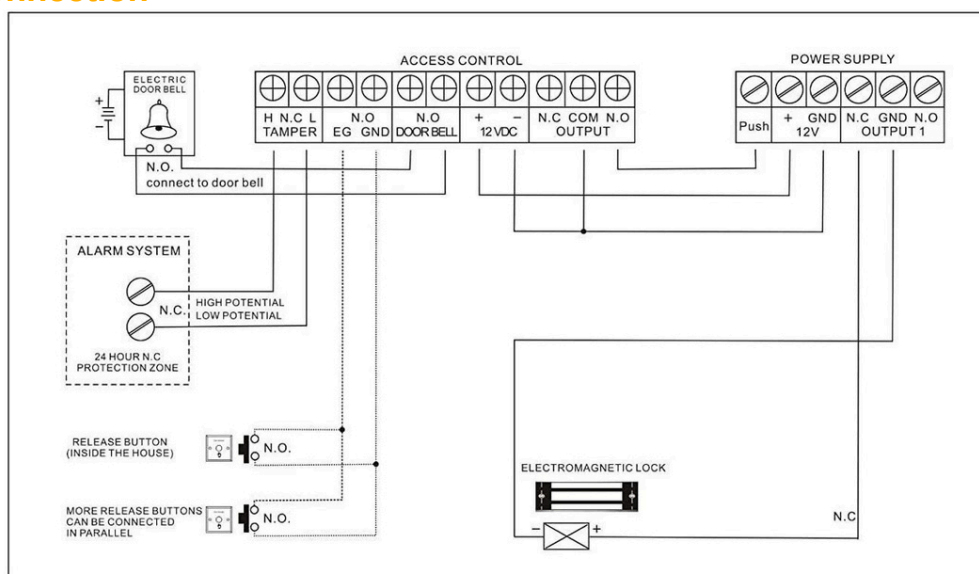 ACCESS CONTROL
POWER SUPPLY
ELECTRIC
DOOR BELL
+
−
N.O.
connect to door bell
H N.C L
TAMPER
N.O
EG GND
N.O
DOOR BELL
+ −
12 VDC
N.C COM N.O
OUTPUT
Push
+ GND
12V
N.C GND N.O
OUTPUT 1
ALARM SYSTEM
N.C.
HIGH POTENTIAL
LOW POTENTIAL
24 HOUR N.C
PROTECTION ZONE
RELEASE BUTTON
(INSIDE THE HOUSE)
N.O.
MORE RELEASE BUTTONS
CAN BE CONNECTED
IN PARALLEL
N.O.
ELECTROMAGNETIC LOCK
− +
N.C